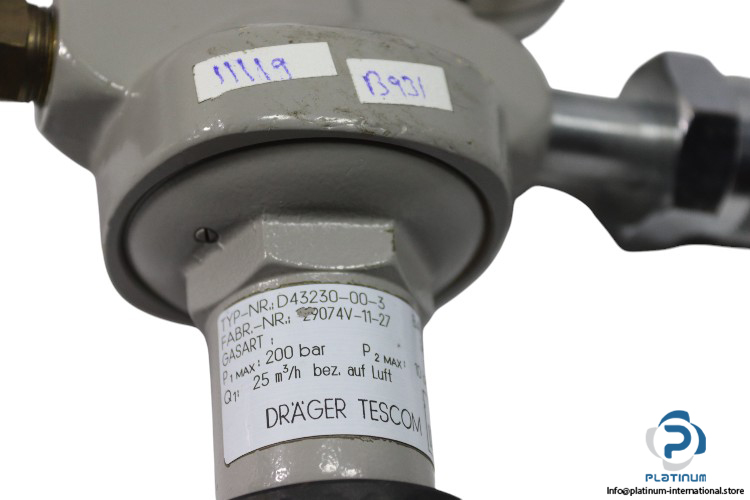 11119
B931
TYP-NR.: D43230-00-3
FABR.-NR.: 29074V-11-27
GASART :
P1 MAX: 200 bar P2 MAX:
Q1: 25 m³/h bez. auf Luft
DRÄGER TESCOM
PLATINUM
Info@platinum-international.store